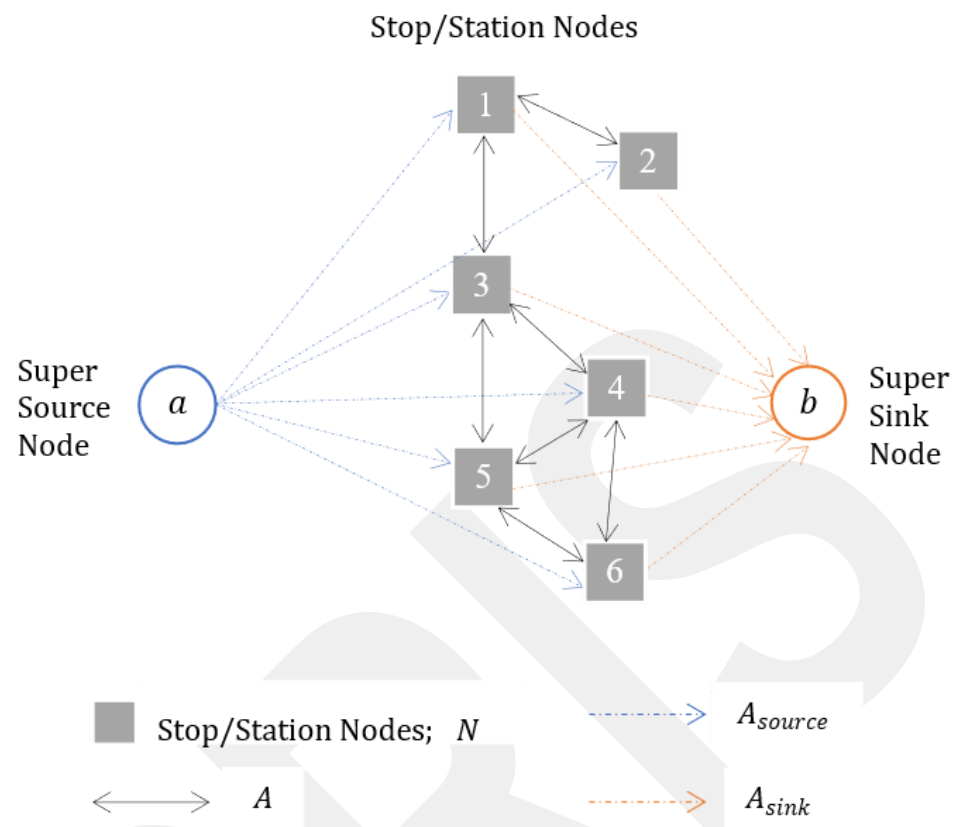 Stop/Station Nodes
1
2
3
Super
Source
Node
a
4
b
Super
Sink
Node
5
6
Stop/Station Nodes; N
A_source
A
A_sink